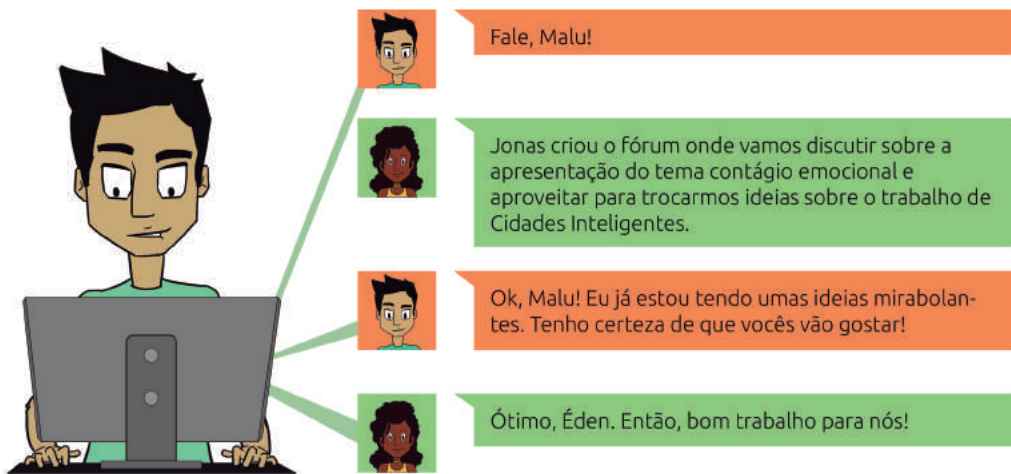 Fale, Malu!
Jonas criou o fórum onde vamos discutir sobre a
apresentação do tema contágio emocional e
aproveitar para trocarmos ideias sobre o trabalho de
Cidades Inteligentes.
Ok, Malu! Eu já estou tendo umas ideias mirabolan-
tes. Tenho certeza de que vocês vão gostar!
Ótimo, Éden. Então, bom trabalho para nós!